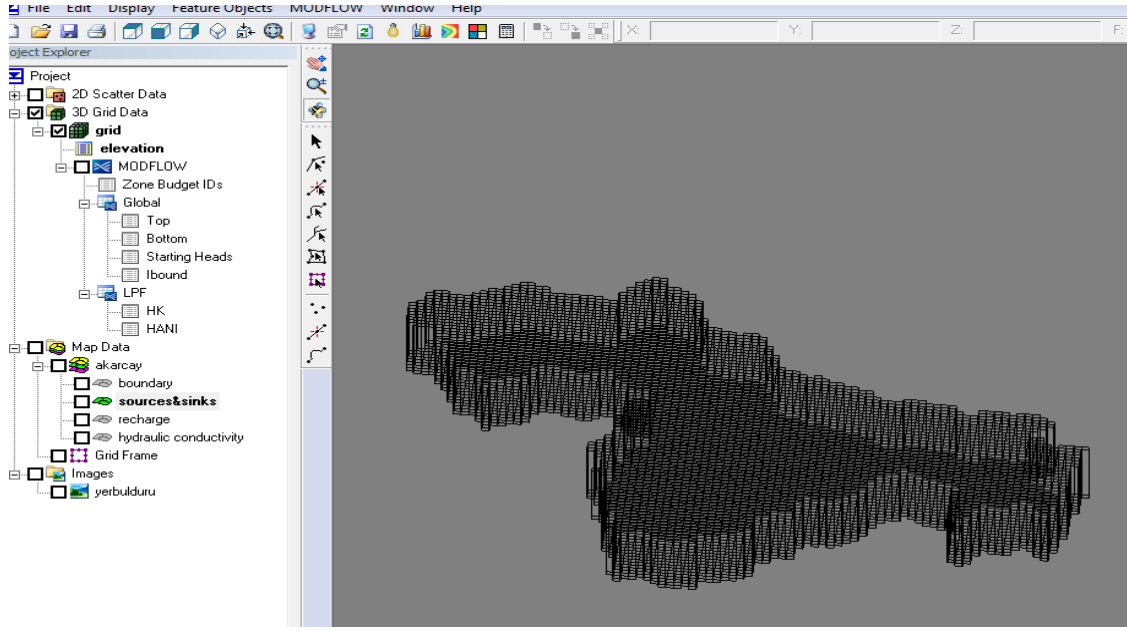 File Edit Display Feature Objects MODFLOW Window Help
X: Y: Z: F:
oject Explorer
Project
2D Scatter Data
3D Grid Data
grid
elevation
MODFLOW
Zone Budget IDs
Global
Top
Bottom
Starting Heads
Ibound
LPF
HK
HANI
Map Data
akarcay
boundary
sources&sinks
recharge
hydraulic conductivity
Grid Frame
Images
yerbulduru